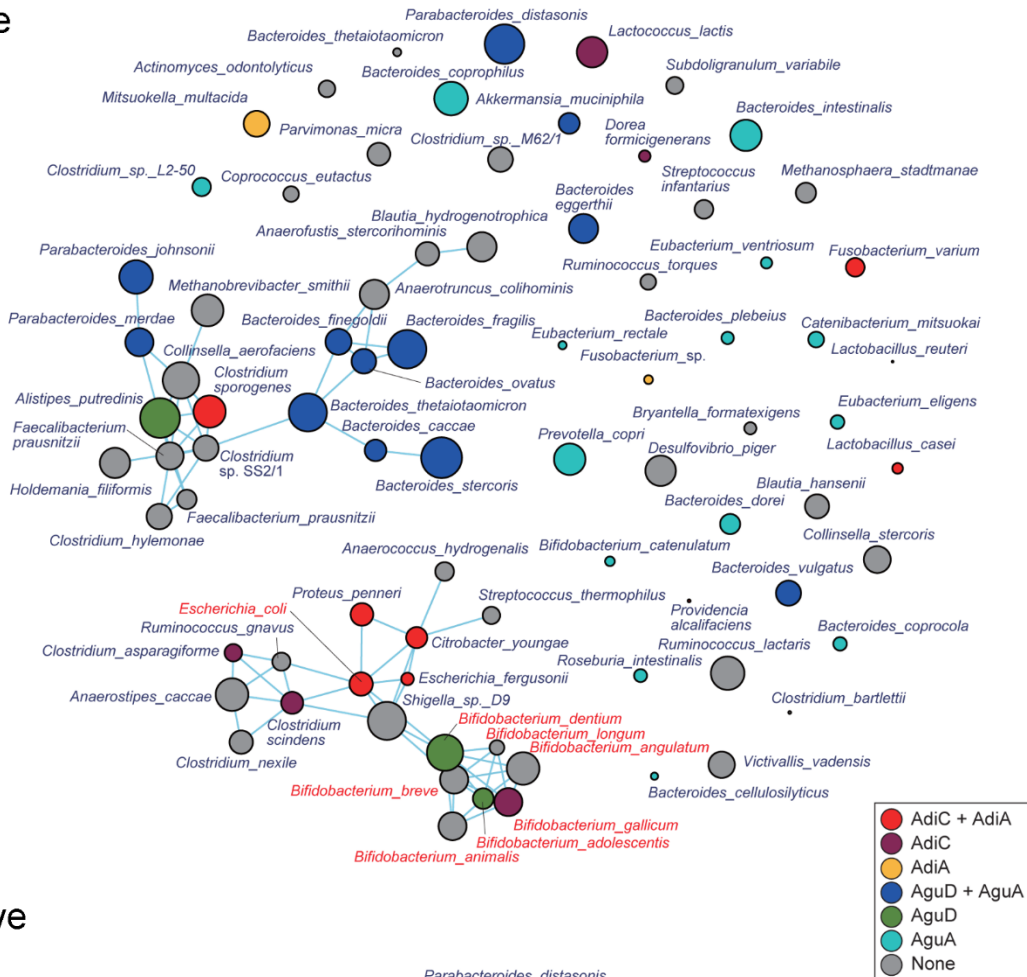 e
Parabacteroides_distasonis
Bacteroides_thetaiotaomicron
Lactococcus_lactis
Actinomyces_odontolyticus
Bacteroides_coprophilus
Subdoligranulum_variabile
Mitsuokella_multacida
Akkermansia_muciniphila
Bacteroides_intestinalis
Parvimonas_micra
Clostridium_sp._M62/1
Dorea
formicigenerans
Clostridium_sp._L2-50
Coprococcus_eutactus
Streptococcus
infantarius
Methanosphaera_stadtmanae
Bacteroides
eggerthii
Blautia_hydrogenotrophica
Anaerofustis_stercorihominis
Parabacteroides_johnsonii
Eubacterium_ventriosum
Fusobacterium_varium
Ruminococcus_torques
Methanobrevibacter_smithii
Anaerotruncus_colihominis
Parabacteroides_merdae
Bacteroides_finegoldii
Bacteroides_fragilis
Bacteroides_plebeius
Catenibacterium_mitsuokai
Eubacterium_rectale
Lactobacillus_reuteri
Collinsella_aerofaciens
Fusobacterium_sp.
Clostridium
sporogenes
Bacteroides_ovatus
Alistipes_putredinis
Bacteroides_thetaiotaomicron
Eubacterium_eligens
Bryantella_formatexigens
Faecalibacterium
prausnitzii
Bacteroides_caccae
Prevotella_copri
Desulfovibrio_piger
Lactobacillus_casei
Clostridium
sp. SS2/1
Blautia_hansenii
Holdemania_filiformis
Bacteroides_stercoris
Bacteroides_dorei
Faecalibacterium_prausnitzii
Collinsella_stercoris
Clostridium_hylemonae
Anaerococcus_hydrogenalis
Bifidobacterium_catenulatum
Bacteroides_vulgatus
Proteus_penneri
Streptococcus_thermophilus
Escherichia_coli
Providencia
alcalifaciens
Ruminococcus_gnavus
Citrobacter_youngae
Bacteroides_coprocola
Ruminococcus_lactaris
Clostridium_asparagiforme
Roseburia_intestinalis
Escherichia_fergusonii
Anaerostipes_caccae
Shigella_sp._D9
Clostridium_bartlettii
Bifidobacterium_dentium
Clostridium
scindens
Bifidobacterium_longum
Bifidobacterium_angulatum
Clostridium_nexile
Victivallis_vadensis
Bifidobacterium_breve
Bacteroides_cellulosilyticus
Bifidobacterium_gallicum
Bifidobacterium_adolescentis
Bifidobacterium_animalis
AdiC + AdiA
AdiC
AdiA
AguD + AguA
AguD
AguA
None
ve
Parabacteroides_distasonis